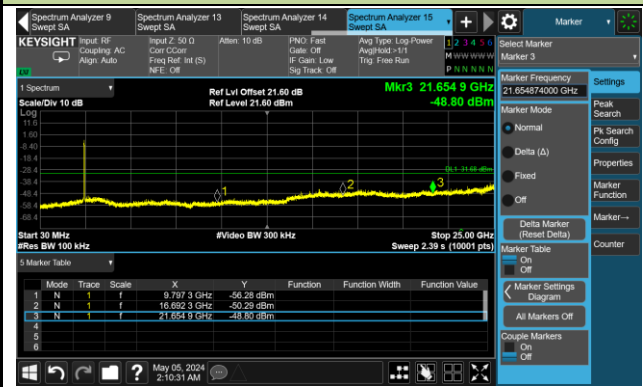 Spectrum Analyzer 9
Swept SA
Spectrum Analyzer 13
Swept SA
Spectrum Analyzer 14
Swept SA
Spectrum Analyzer 15
Swept SA
Marker
KEYSIGHT
Input: RF
Coupling: AC
Align: Auto
Input Z: 50 Ω
Corr CCorr
Freq Ref: Int (S)
NFE: Off
Atten: 10 dB
PNO: Fast
Gate: Off
IF Gain: Low
Sig Track: Off
Avg Type: Log-Power
Avg|Hold:>1/1
Trig: Free Run
1 2 3 4 5 6
M W W W W W
P N N N N N
Select Marker
Marker 3
1 Spectrum
Scale/Div 10 dB
Log
Ref Lvl Offset 21.60 dB
Ref Level 21.60 dBm
Mkr3 21.654 9 GHz
-48.80 dBm
11.6
1.60
-8.40
-18.4
-28.4
-38.4
-48.4
-58.4
-68.4
DL1 -31.66 dBm
1
2
3
Start 30 MHz
#Res BW 100 kHz
#Video BW 300 kHz
Stop 25.00 GHz
Sweep 2.39 s (10001 pts)
5 Marker Table
Mode Trace Scale X Y Function Function Width Function Value
1 N 1 f 9.797 3 GHz -56.28 dBm
2 N 1 f 16.692 3 GHz -50.29 dBm
3 N 1 f 21.654 9 GHz -48.80 dBm
4
5
6
Marker Frequency
21.654874000 GHz
Marker Mode
Normal
Delta (Δ)
Fixed
Off
Delta Marker
(Reset Delta)
Marker Table
On
Off
Marker Settings
Diagram
All Markers Off
Couple Markers
On
Off
Settings
Peak
Search
Pk Search
Config
Properties
Marker
Function
Marker→
Counter
May 05, 2024
2:10:31 AM